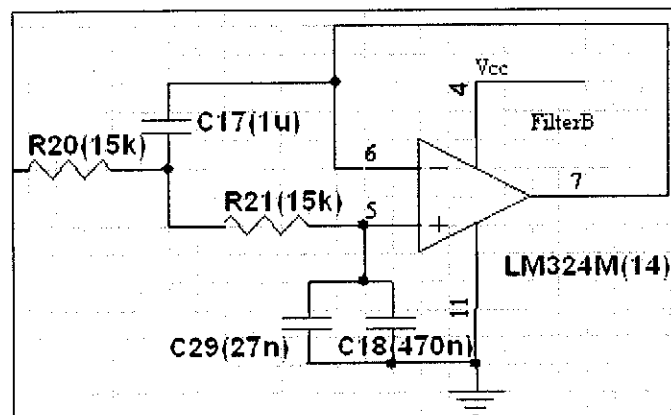 Vcc
4
C17(1u)
FilterB
R20(15k)
6
7
R21(15k)
5
LM324M(14)
11
C29(27n)
C18(470n)